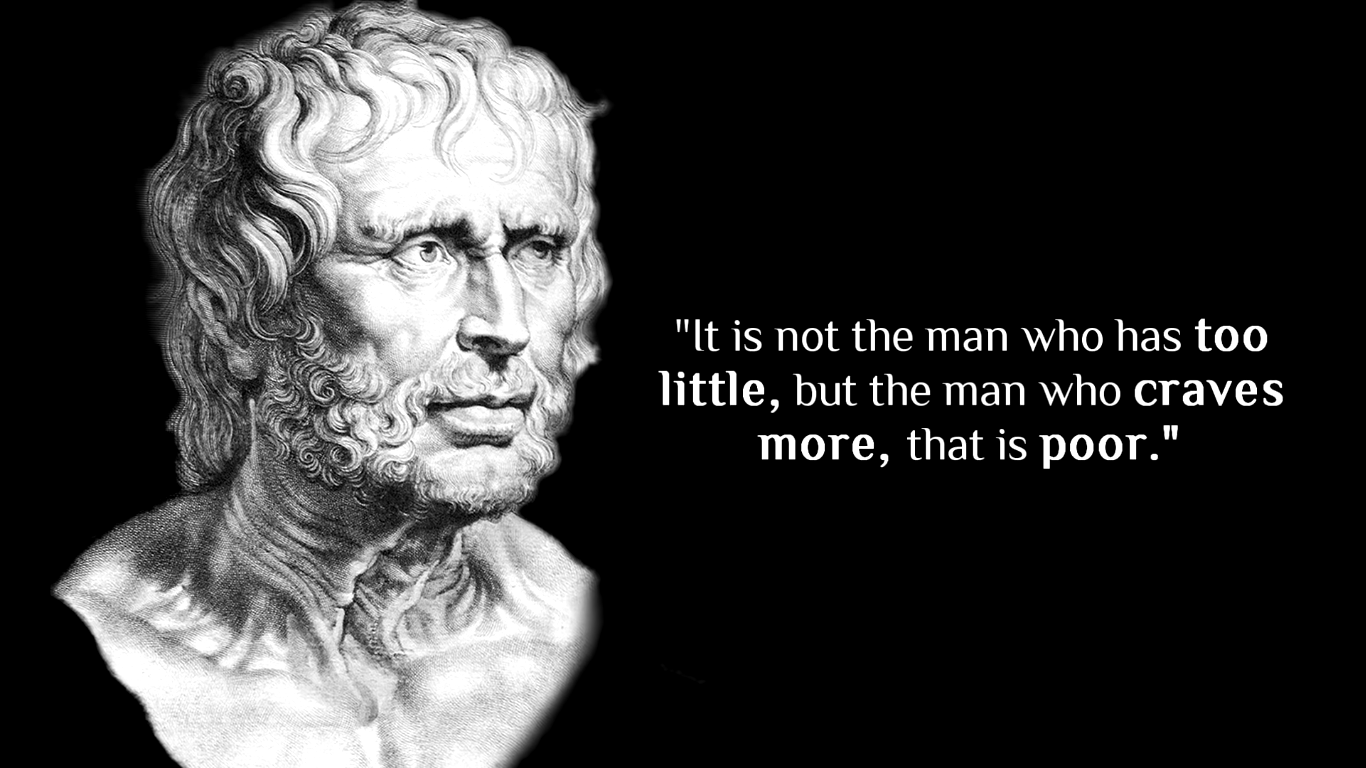 "It is not the man who has too
little, but the man who craves
more, that is poor."